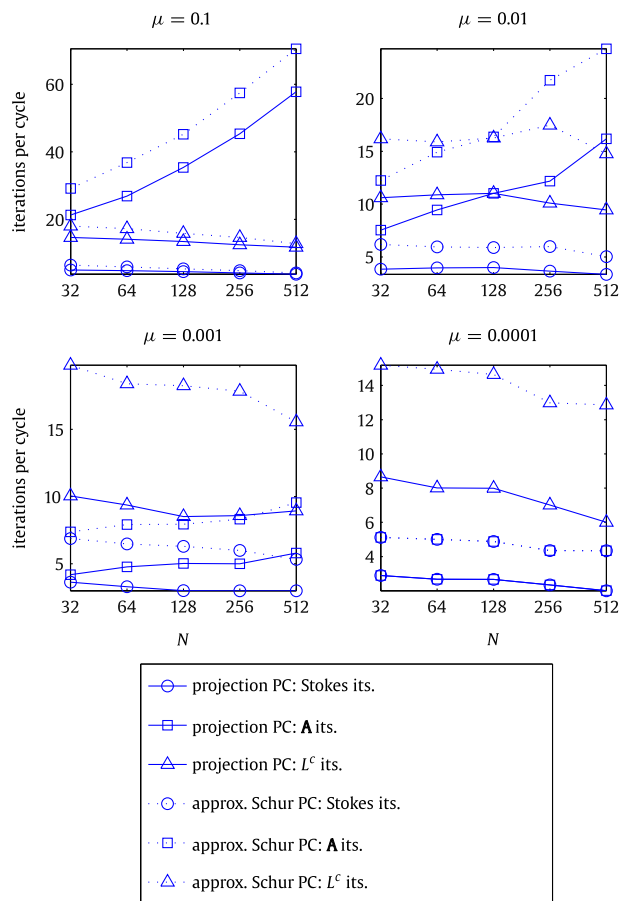 μ = 0.1
μ = 0.01
iterations per cycle
60
40
20
32 64 128 256 512
20
15
10
5
32 64 128 256 512
μ = 0.001
μ = 0.0001
iterations per cycle
15
10
5
32 64 128 256 512
N
14
12
10
8
6
4
32 64 128 256 512
N
projection PC: Stokes its.
projection PC: A its.
projection PC: Lᶜ its.
approx. Schur PC: Stokes its.
approx. Schur PC: A its.
approx. Schur PC: Lᶜ its.